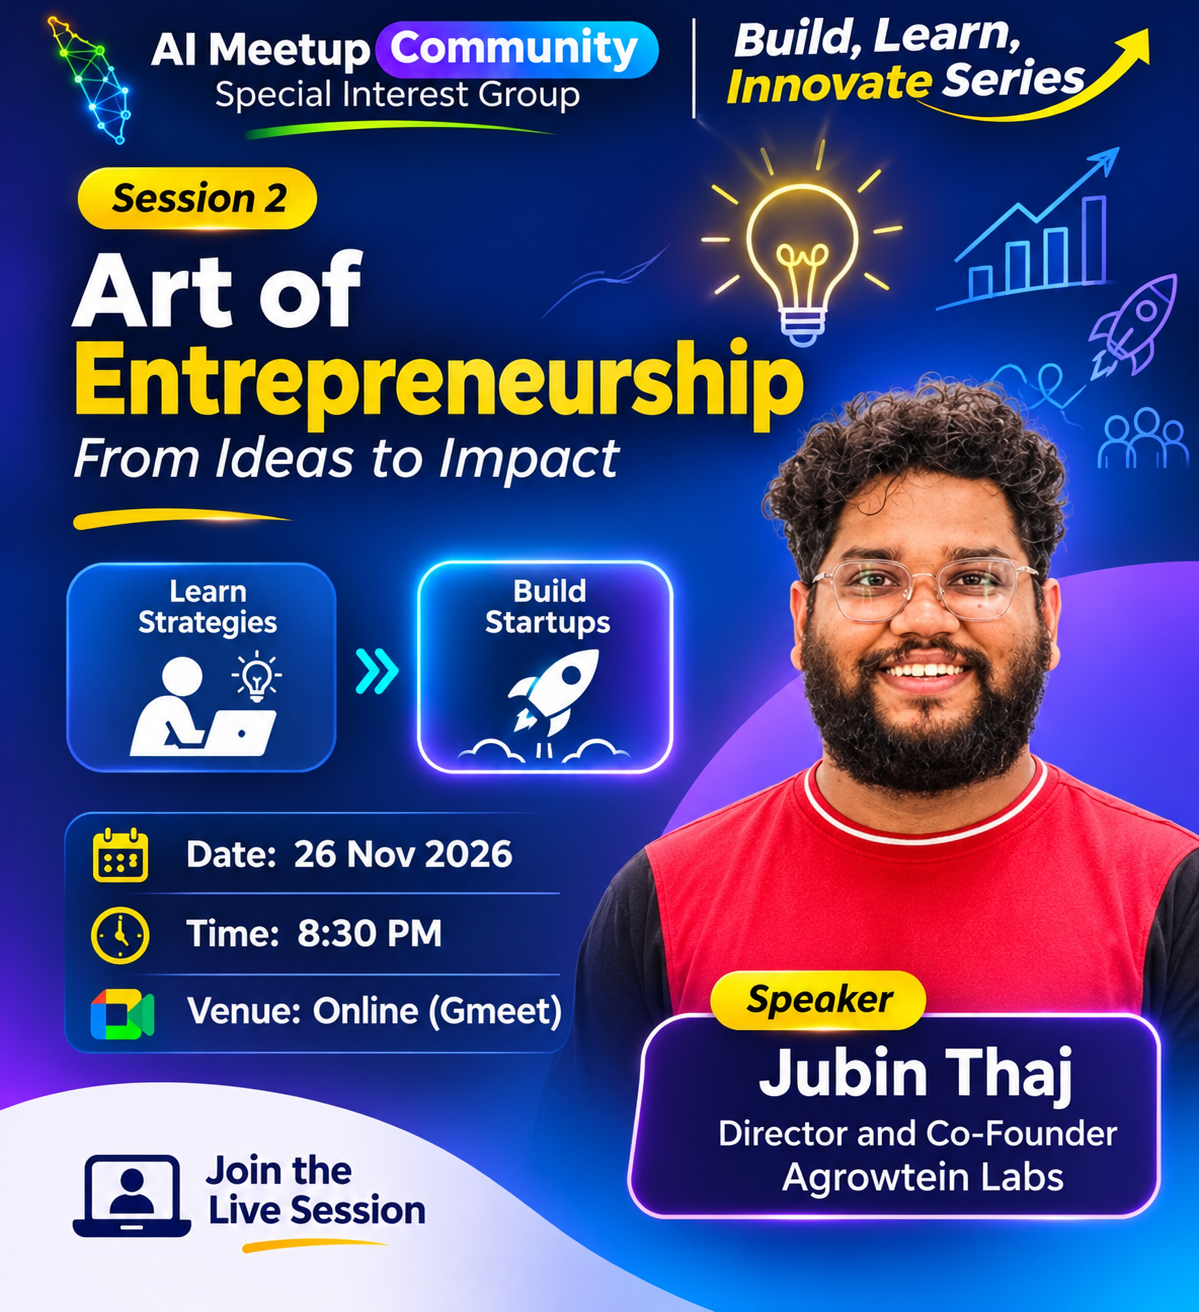 AI Meetup Community
Special Interest Group
Build, Learn,
Innovate Series
Session 2
Art of
Entrepreneurship
From Ideas to Impact
Learn
Strategies
Build
Startups
Date: 26 Nov 2026
Time: 8:30 PM
Venue: Online (Gmeet)
Speaker
Jubin Thaj
Director and Co-Founder
Agrowtein Labs
Join the
Live Session